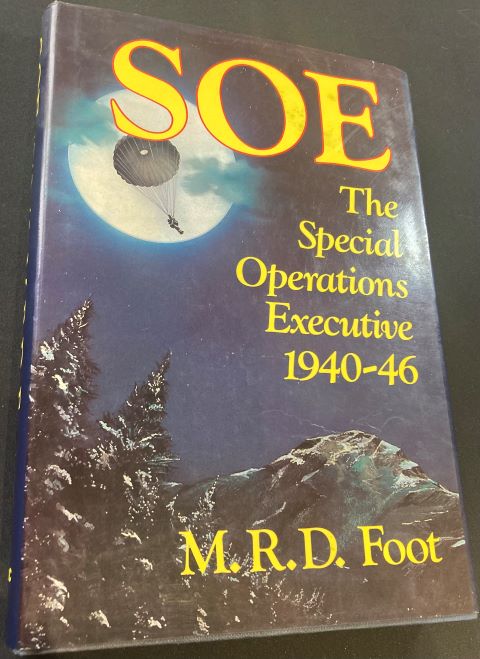 SOE
The
Special
Operations
Executive
1940-46
M.R.D. Foot